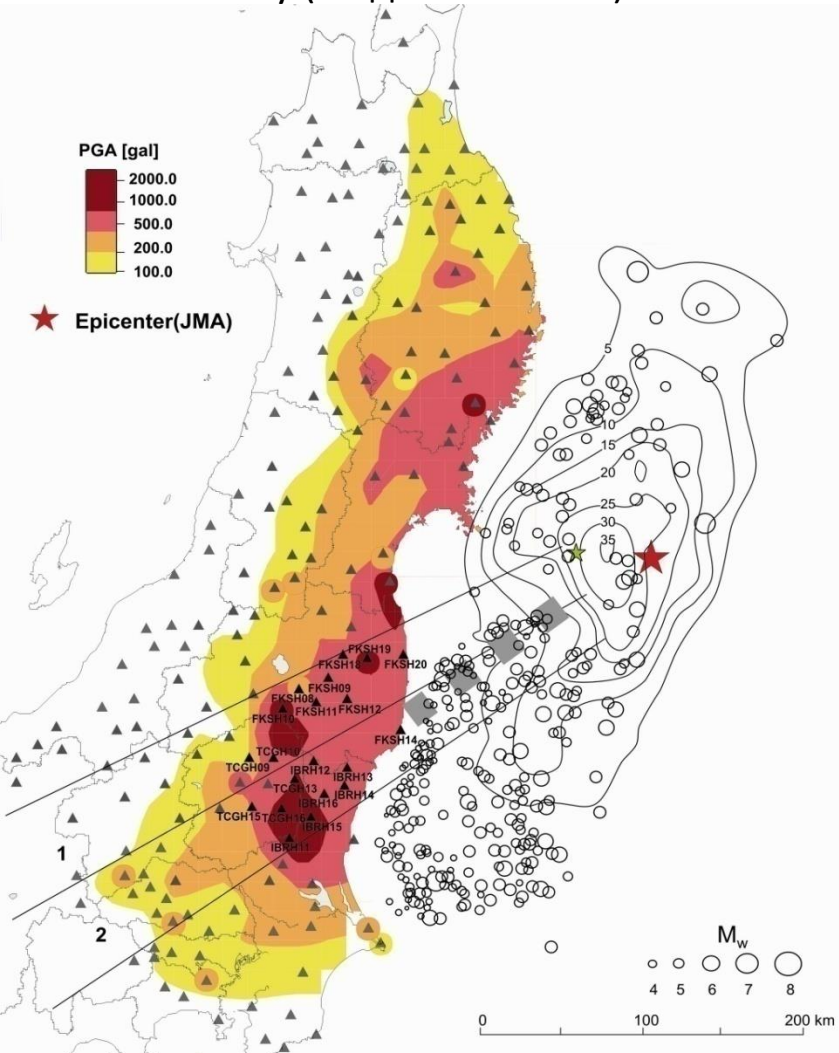 PGA [gal]
2000.0
1000.0
500.0
200.0
100.0
Epicenter(JMA)
5
10
15
20
25
30
35
FKSH19
FKSH18
FKSH20
FKSH09
FKSH08
FKSH12
FKSH11
FKSH10
FKSH14
TCGH10
TCGH09
IBRH12
IBRH13
TCGH13
IBRH14
IBRH16
TCGH15
TCGH16
IBRH15
IBRH11
1
2
Mw
4 5 6 7 8
0 100 200 km